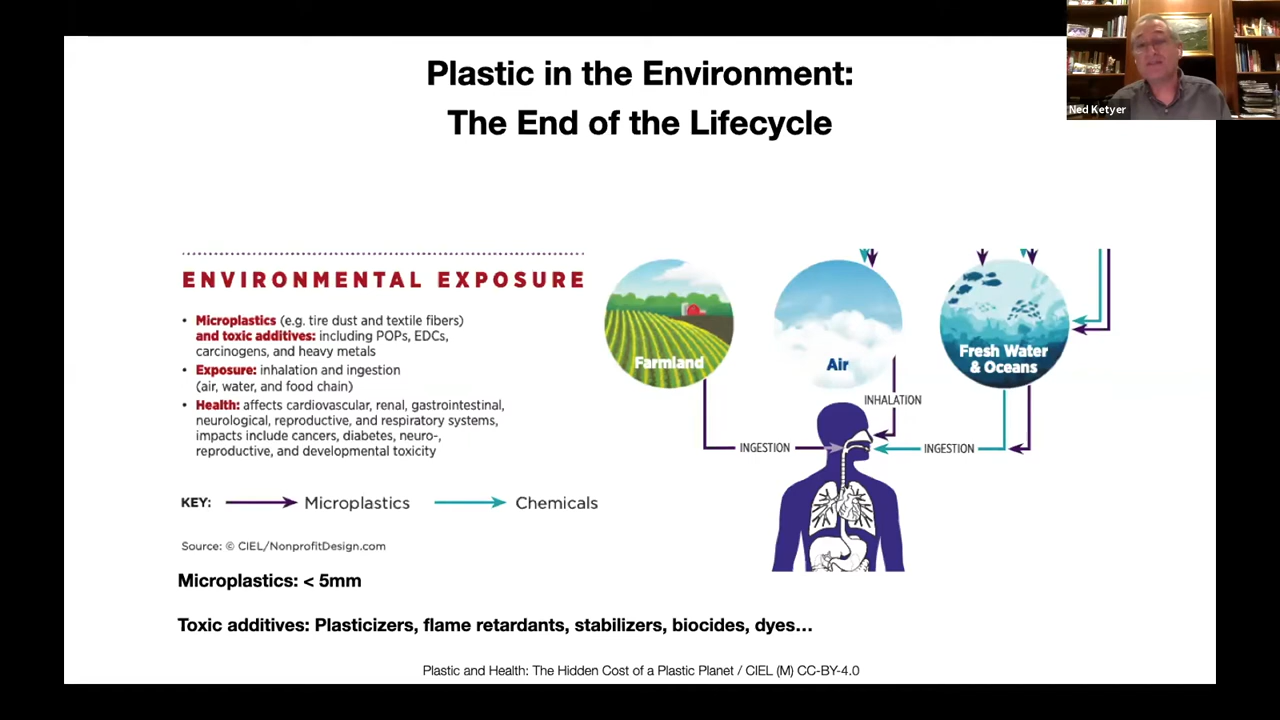 Plastic in the Environment:
The End of the Lifecycle
Ned Ketyer
ENVIRONMENTAL EXPOSURE
• Microplastics (e.g. tire dust and textile fibers)
and toxic additives: including POPs, EDCs,
carcinogens, and heavy metals
• Exposure: inhalation and ingestion
(air, water, and food chain)
• Health: affects cardiovascular, renal, gastrointestinal,
neurological, reproductive, and respiratory systems,
impacts include cancers, diabetes, neuro-,
reproductive, and developmental toxicity
KEY: Microplastics Chemicals
Source: © CIEL/NonprofitDesign.com
Farmland
Air
Fresh Water
& Oceans
INHALATION
INGESTION
INGESTION
Microplastics: < 5mm
Toxic additives: Plasticizers, flame retardants, stabilizers, biocides, dyes…
Plastic and Health: The Hidden Cost of a Plastic Planet / CIEL (M) CC-BY-4.0